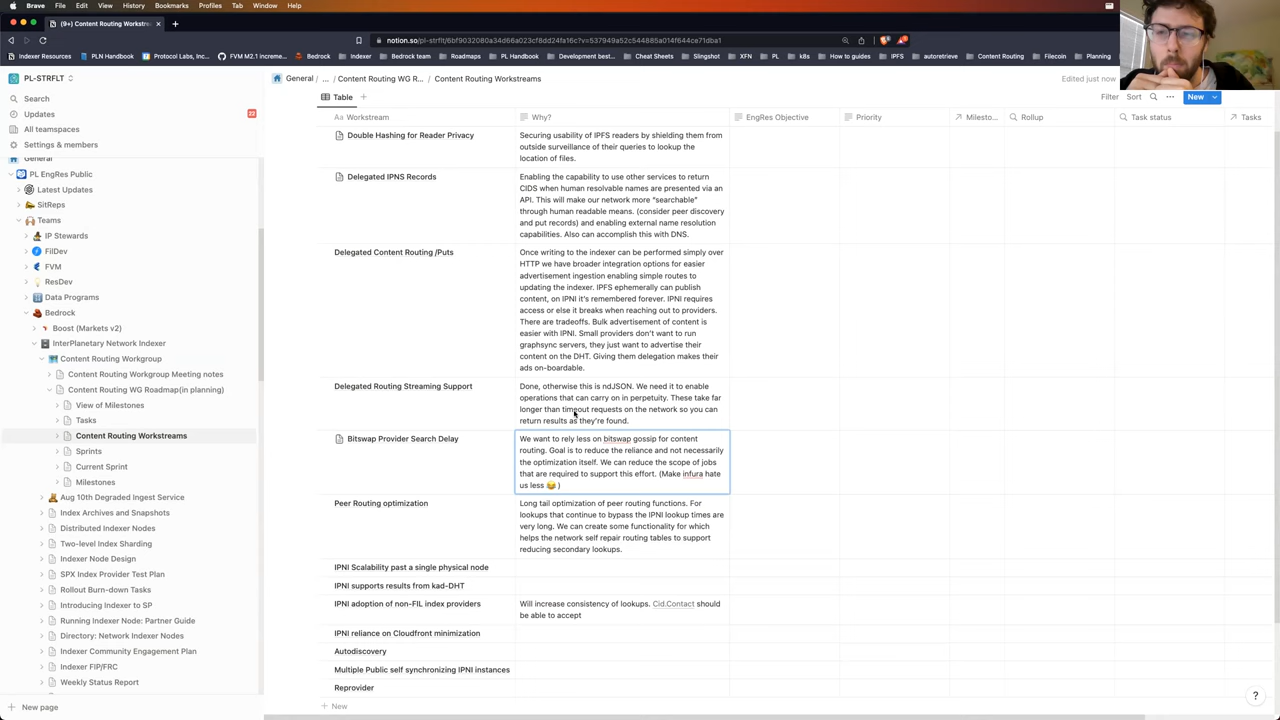 Brave File Edit View History Bookmarks Profiles Tab Window Help
(9+) Content Routing Workstrea
notion.so/pl-strflt/6bf9032080a34d66a023cf8dd24fa16c?v=537949a52c544885a014f644ce71dba1
Indexer Resources PLN Handbook Protocol Labs, Inc... FVM M2.1 Increme... Bedrock Roadmaps PL Handbook Development best... Cheat Sheets Slingshot XFN PL k8s How to guides IPFS autoretrieve Content Routing Filecoin Planning
PL-STRFLT
General / ... / Content Routing WG R... / Content Routing Workstreams
Edited just now
Search
Updates 22
All teamspaces
Settings & members
General
PL EngRes Public
Latest Updates
SitReps
Teams
IP Stewards
FilDev
FVM
ResDev
Data Programs
Bedrock
Boost (Markets v2)
InterPlanetary Network Indexer
Content Routing Workgroup
Content Routing Workgroup Meeting notes
Content Routing WG Roadmap(in planning)
View of Milestones
Tasks
Content Routing Workstreams
Sprints
Current Sprint
Milestones
Aug 10th Degraded Ingest Service
Index Archives and Snapshots
Distributed Indexer Nodes
Two-level Index Sharding
Indexer Node Design
SPX Index Provider Test Plan
Rollout Burn-down Tasks
Introducing Indexer to SP
Running Indexer Node: Partner Guide
Directory: Network Indexer Nodes
Indexer Community Engagement Plan
Indexer FIP/FRC
Weekly Status Report
New page
Table
Filter Sort New
Aa Workstream Why? EngRes Objective Priority Milesto... Rollup Task status Tasks
Double Hashing for Reader Privacy
Securing usability of IPFS readers by shielding them from
outside surveillance of their queries to lookup the
location of files.
Delegated IPNS Records
Enabling the capability to use other services to return
CIDS when human resolvable names are presented via an
API. This will make our network more “searchable”
through human readable means. (consider peer discovery
and put records) and enabling external name resolution
capabilities. Also can accomplish this with DNS.
Delegated Content Routing /Puts
Once writing to the indexer can be performed simply over
HTTP we have broader integration options for easier
advertisement ingestion enabling simple routes to
updating the indexer. IPFS ephemerally can publish
content, on IPNI it's remembered forever. IPNI requires
access or else it breaks when reaching out to providers.
There are tradeoffs. Bulk advertisement of content is
easier with IPNI. Small providers don't want to run
graphsync servers, they just want to advertise their
content on the DHT. Giving them delegation makes their
ads on-boardable.
Delegated Routing Streaming Support
Done, otherwise this is ndJSON. We need it to enable
operations that can carry on in perpetuity. These take far
longer than timeout requests on the network so you can
return results as they're found.
Bitswap Provider Search Delay
We want to rely less on bitswap gossip for content
routing. Goal is to reduce the reliance and not necessarily
the optimization itself. We can reduce the scope of jobs
that are required to support this effort. (Make infura hate
us less 😂 )
Peer Routing optimization
Long tail optimization of peer routing functions. For
lookups that continue to bypass the IPNI lookup times are
very long. We can create some functionality for which
helps the network self repair routing tables to support
reducing secondary lookups.
IPNI Scalability past a single physical node
IPNI supports results from kad-DHT
IPNI adoption of non-FIL index providers
Will increase consistency of lookups. Cid.Contact should
be able to accept
IPNI reliance on Cloudfront minimization
Autodiscovery
Multiple Public self synchronizing IPNI instances
Reprovider
New
?